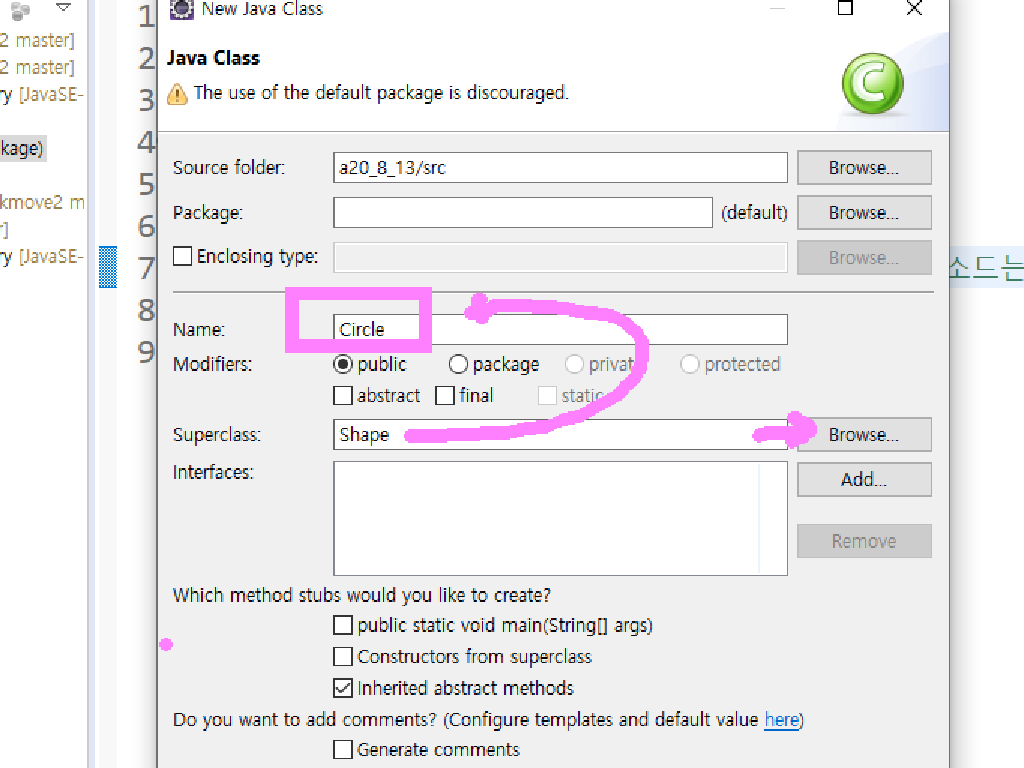 New Java Class
Java Class
The use of the default package is discouraged.
2 master]
2 master]
ry [JavaSE-
kage)
kmove2 m
r]
ry [JavaSE-
1
2
3
4
5
6
7
8
9
Source folder: a20_8_13/src Browse...
Package: (default) Browse...
Enclosing type: Browse...
소드는
Name: Circle
Modifiers: public package privat protected
abstract final static
Superclass: Shape Browse...
Interfaces: Add...
Remove
Which method stubs would you like to create?
public static void main(String[] args)
Constructors from superclass
Inherited abstract methods
Do you want to add comments? (Configure templates and default value here)
Generate comments